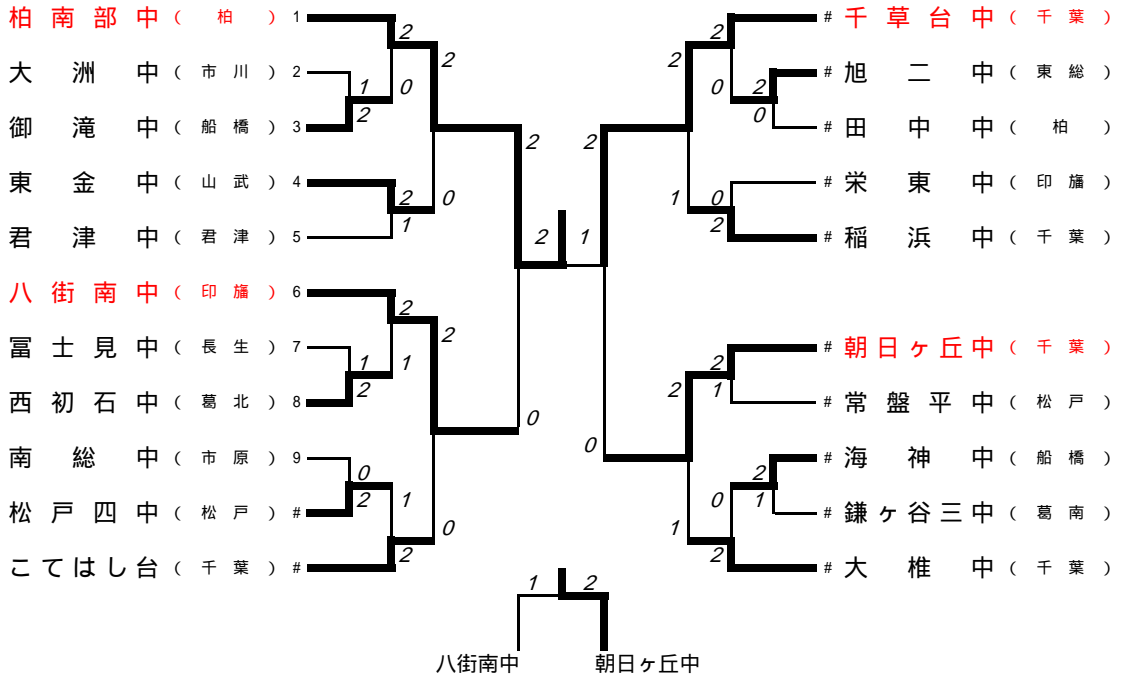 柏南部中（柏）1
大洲中（市川）2
御滝中（船橋）3
東金中（山武）4
君津中（君津）5
八街南中（印旛）6
冨士見中（長生）7
西初石中（葛北）8
南総中（市原）9
松戸四中（松戸）#
こてはし台（千葉）#
2
1
0
2
2
2
1
0
2
2
1
1
2
2
0
2
1
2
0
0
2
1
2
0
2
2
0
2
0
2
1
0
2
2
1
2
2
1
0
1
2
# 千草台中（千葉）
# 旭二中（東総）
# 田中中（柏）
# 栄東中（印旛）
# 稲浜中（千葉）
# 朝日ヶ丘中（千葉）
# 常盤平中（松戸）
# 海神中（船橋）
# 鎌ヶ谷三中（葛南）
# 大椎中（千葉）
1 2
八街南中 朝日ヶ丘中